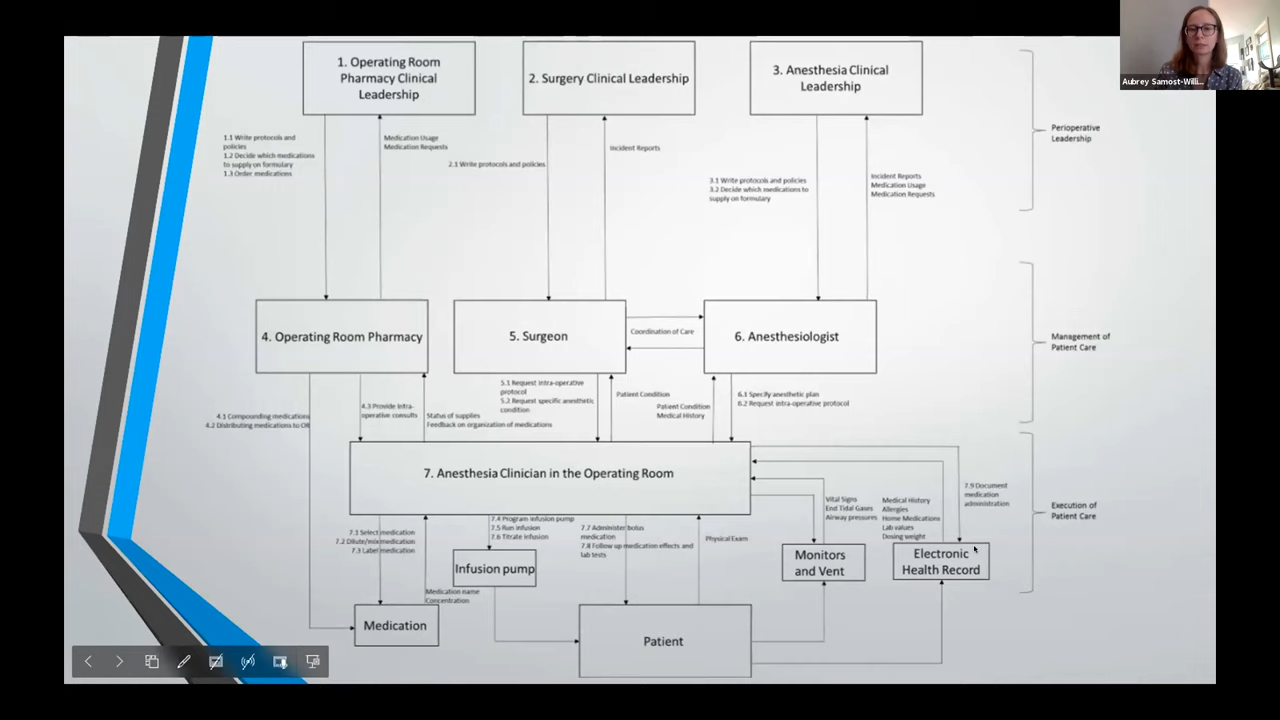 Aubrey Samost-Willi...
1. Operating Room
Pharmacy Clinical
Leadership
2. Surgery Clinical Leadership
3. Anesthesia Clinical
Leadership
Perioperative
Leadership
1.1 Write protocols and
policies
1.2 Decide which medications
to supply on formulary
1.3 Order medications
Medication Usage
Medication Requests
2.1 Write protocols and policies
Incident Reports
3.1 Write protocols and policies
3.2 Decide which medications to
supply on formulary
Incident Reports
Medication Usage
Medication Requests
4. Operating Room Pharmacy
5. Surgeon
Coordination of Care
6. Anesthesiologist
Management of
Patient Care
4.1 Compounding medications
4.2 Distributing medications to OR
4.3 Provide intra-
operative consults
Status of supplies
Feedback on organization of medications
5.1 Request intra-operative
protocol
5.2 Request specific anesthetic
condition
Patient Condition
Patient Condition
Medical History
6.1 Specify anesthetic plan
6.2 Request intra-operative protocol
7. Anesthesia Clinician in the Operating Room
Vital Signs
End Tidal Gases
Airway pressures
Medical History
Allergies
Home Medications
Lab values
Dosing weight
7.9 Document
medication
administration
Execution of
Patient Care
7.1 Select medication
7.2 Dilute/mix medication
7.3 Label medication
7.4 Program infusion pump
7.5 Run infusion
7.6 Titrate infusion
7.7 Administer bolus
medication
7.8 Follow up medication effects and
lab tests
Physical Exam
Infusion pump
Monitors
and Vent
Electronic
Health Record
Medication name
Concentration
Medication
Patient